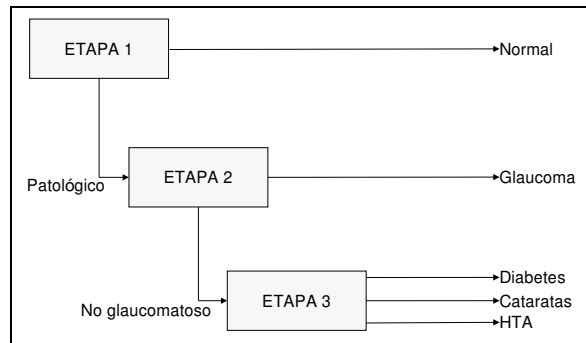 ETAPA 1
Normal
Patológico
ETAPA 2
Glaucoma
No glaucomatoso
ETAPA 3
Diabetes
Cataratas
HTA